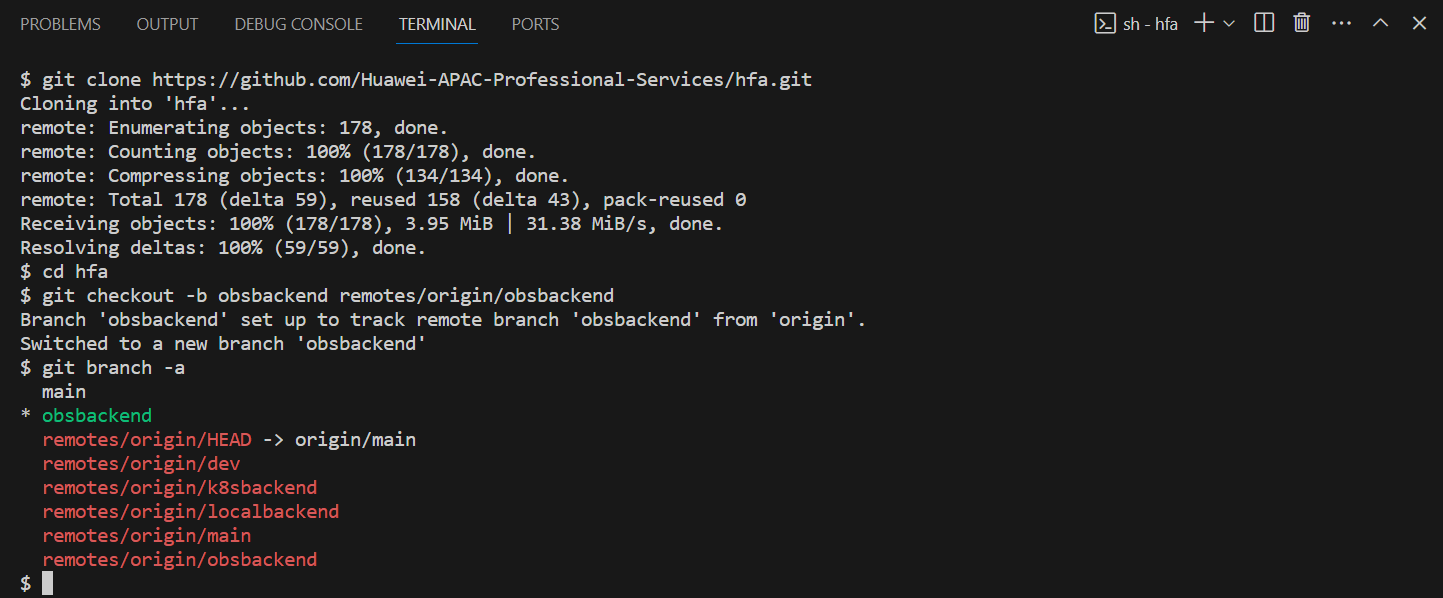 PROBLEMS OUTPUT DEBUG CONSOLE TERMINAL PORTS sh - hfa
$ git clone https://github.com/Huawei-APAC-Professional-Services/hfa.git
Cloning into 'hfa'...
remote: Enumerating objects: 178, done.
remote: Counting objects: 100% (178/178), done.
remote: Compressing objects: 100% (134/134), done.
remote: Total 178 (delta 59), reused 158 (delta 43), pack-reused 0
Receiving objects: 100% (178/178), 3.95 MiB | 31.38 MiB/s, done.
Resolving deltas: 100% (59/59), done.
$ cd hfa
$ git checkout -b obsbackend remotes/origin/obsbackend
Branch 'obsbackend' set up to track remote branch 'obsbackend' from 'origin'.
Switched to a new branch 'obsbackend'
$ git branch -a
  main
* obsbackend
  remotes/origin/HEAD -> origin/main
  remotes/origin/dev
  remotes/origin/k8sbackend
  remotes/origin/localbackend
  remotes/origin/main
  remotes/origin/obsbackend
$